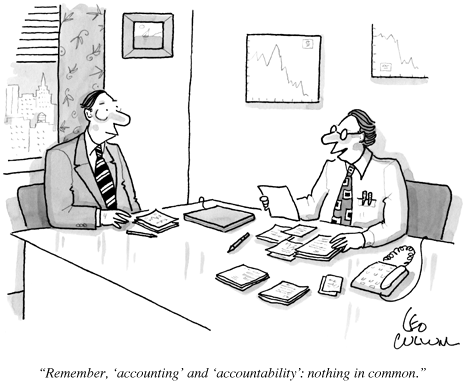 LEO
CULLUM
“Remember, ‘accounting’ and ‘accountability’: nothing in common.”